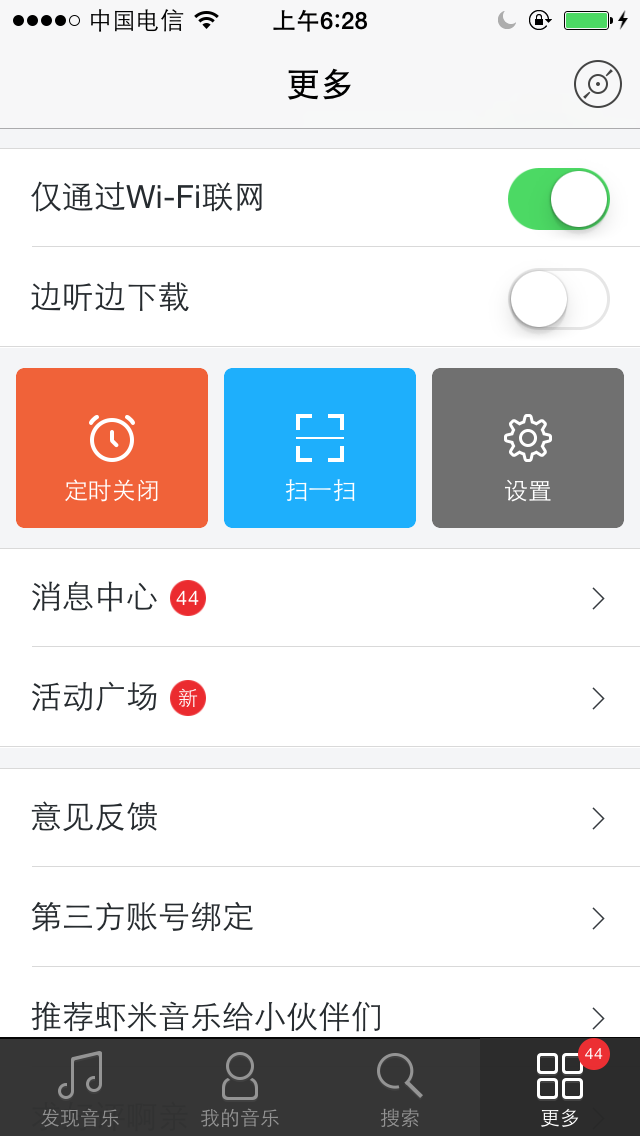 中国电信 上午6:28
更多
仅通过Wi-Fi联网
边听边下载
定时关闭 扫一扫 设置
消息中心 44
活动广场 新
意见反馈
第三方账号绑定
推荐虾米音乐给小伙伴们
44
发现音乐 我的音乐 搜索 更多